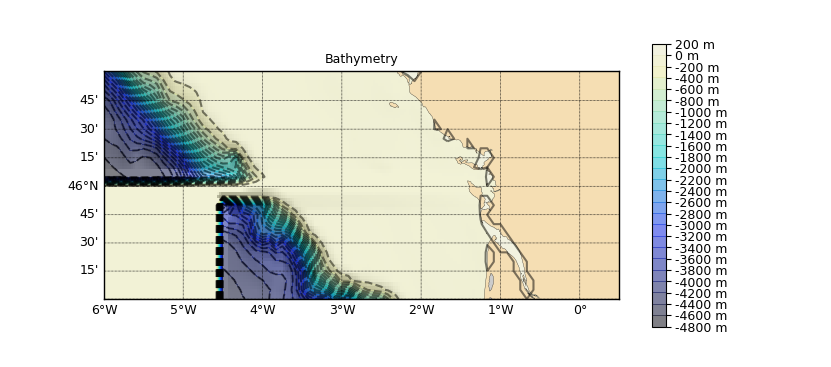 Bathymetry
45'
30'
15'
46°N
45'
30'
15'
6°W 5°W 4°W 3°W 2°W 1°W 0°
200 m
0 m
-200 m
-400 m
-600 m
-800 m
-1000 m
-1200 m
-1400 m
-1600 m
-1800 m
-2000 m
-2200 m
-2400 m
-2600 m
-2800 m
-3000 m
-3200 m
-3400 m
-3600 m
-3800 m
-4000 m
-4200 m
-4400 m
-4600 m
-4800 m